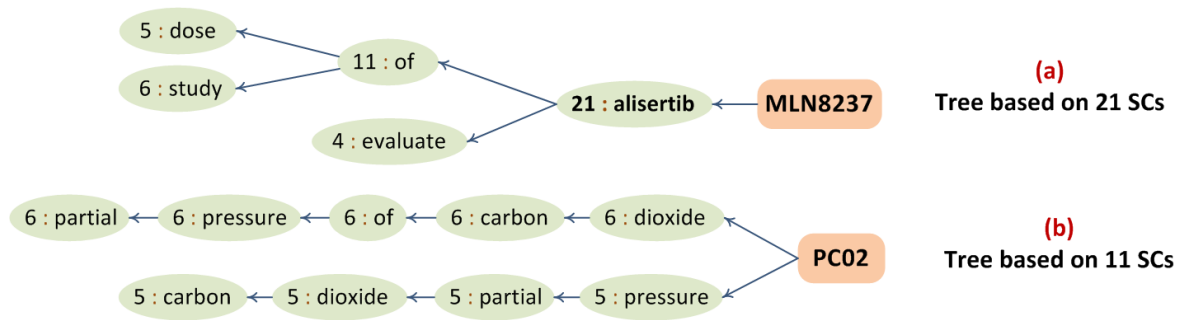 5 : dose
11 : of
6 : study
21 : alisertib
MLN8237
4 : evaluate
(a)
Tree based on 21 SCs
6 : partial
6 : pressure
6 : of
6 : carbon
6 : dioxide
PC02
5 : carbon
5 : dioxide
5 : partial
5 : pressure
(b)
Tree based on 11 SCs